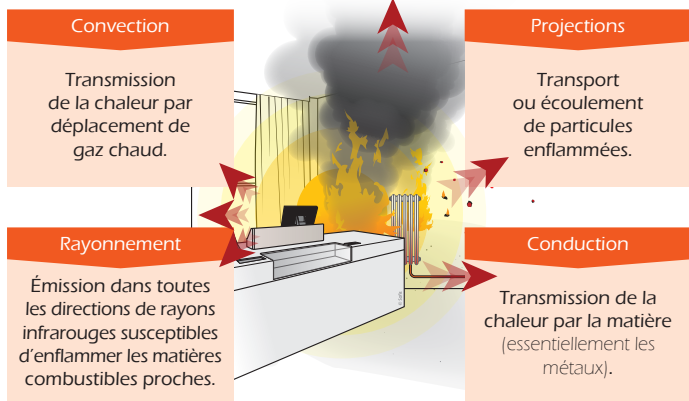 Convection
Transmission
de la chaleur par
déplacement de
gaz chaud.
Projections
Transport
ou écoulement
de particules
enflammées.
Rayonnement
Émission dans toutes
les directions de rayons
infrarouges susceptibles
d'enflammer les matières
combustibles proches.
Conduction
Transmission de la
chaleur par la matière
(essentiellement les
métaux).